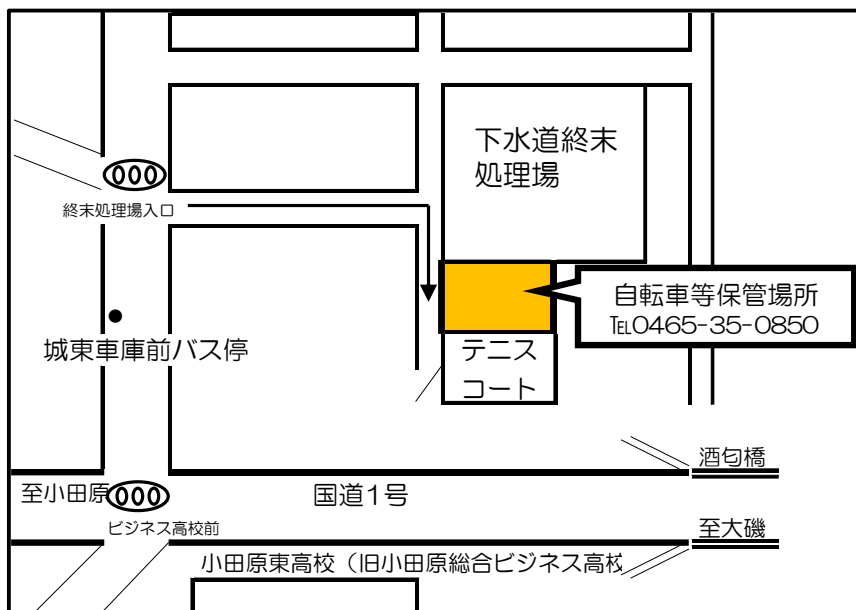 下水道終末
処理場
終末処理場入口
自転車等保管場所
℡0465-35-0850
城東車庫前バス停
テニス
コート
酒匂橋
至小田原
国道1号
ビジネス高校前
至大磯
小田原東高校（旧小田原総合ビジネス高校